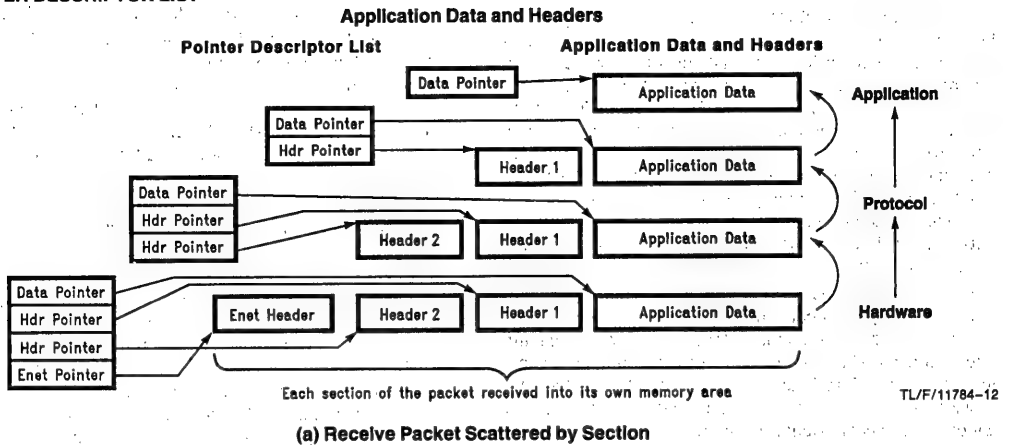 Application Data and Headers
Pointer Descriptor List
Application Data and Headers
Data Pointer
Application Data
Application
Data Pointer
Hdr Pointer
Header 1
Application Data
Data Pointer
Hdr Pointer
Hdr Pointer
Header 2
Header 1
Application Data
Protocol
Data Pointer
Hdr Pointer
Hdr Pointer
Enet Pointer
Enet Header
Header 2
Header 1
Application Data
Hardware
Each section of the packet received into its own memory area
TL/F/11784–12
(a) Receive Packet Scattered by Section